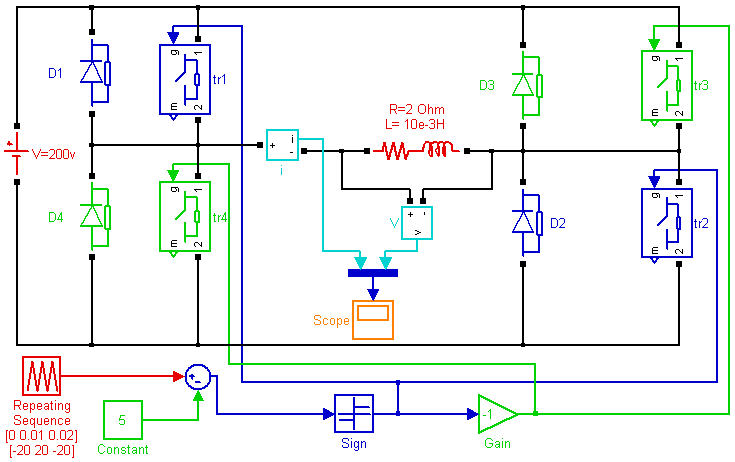 D1
g
1
m
2
tr1
D3
g
1
m
2
tr3
R=2 Ohm
L= 10e-3H
V=200v
+
i
+
-
i
D4
g
1
m
2
tr4
V
+
-
v
D2
g
1
m
2
tr2
Scope
Repeating
Sequence
[0 0.01 0.02]
[-20 20 -20]
+
-
5
Constant
Sign
-1
Gain